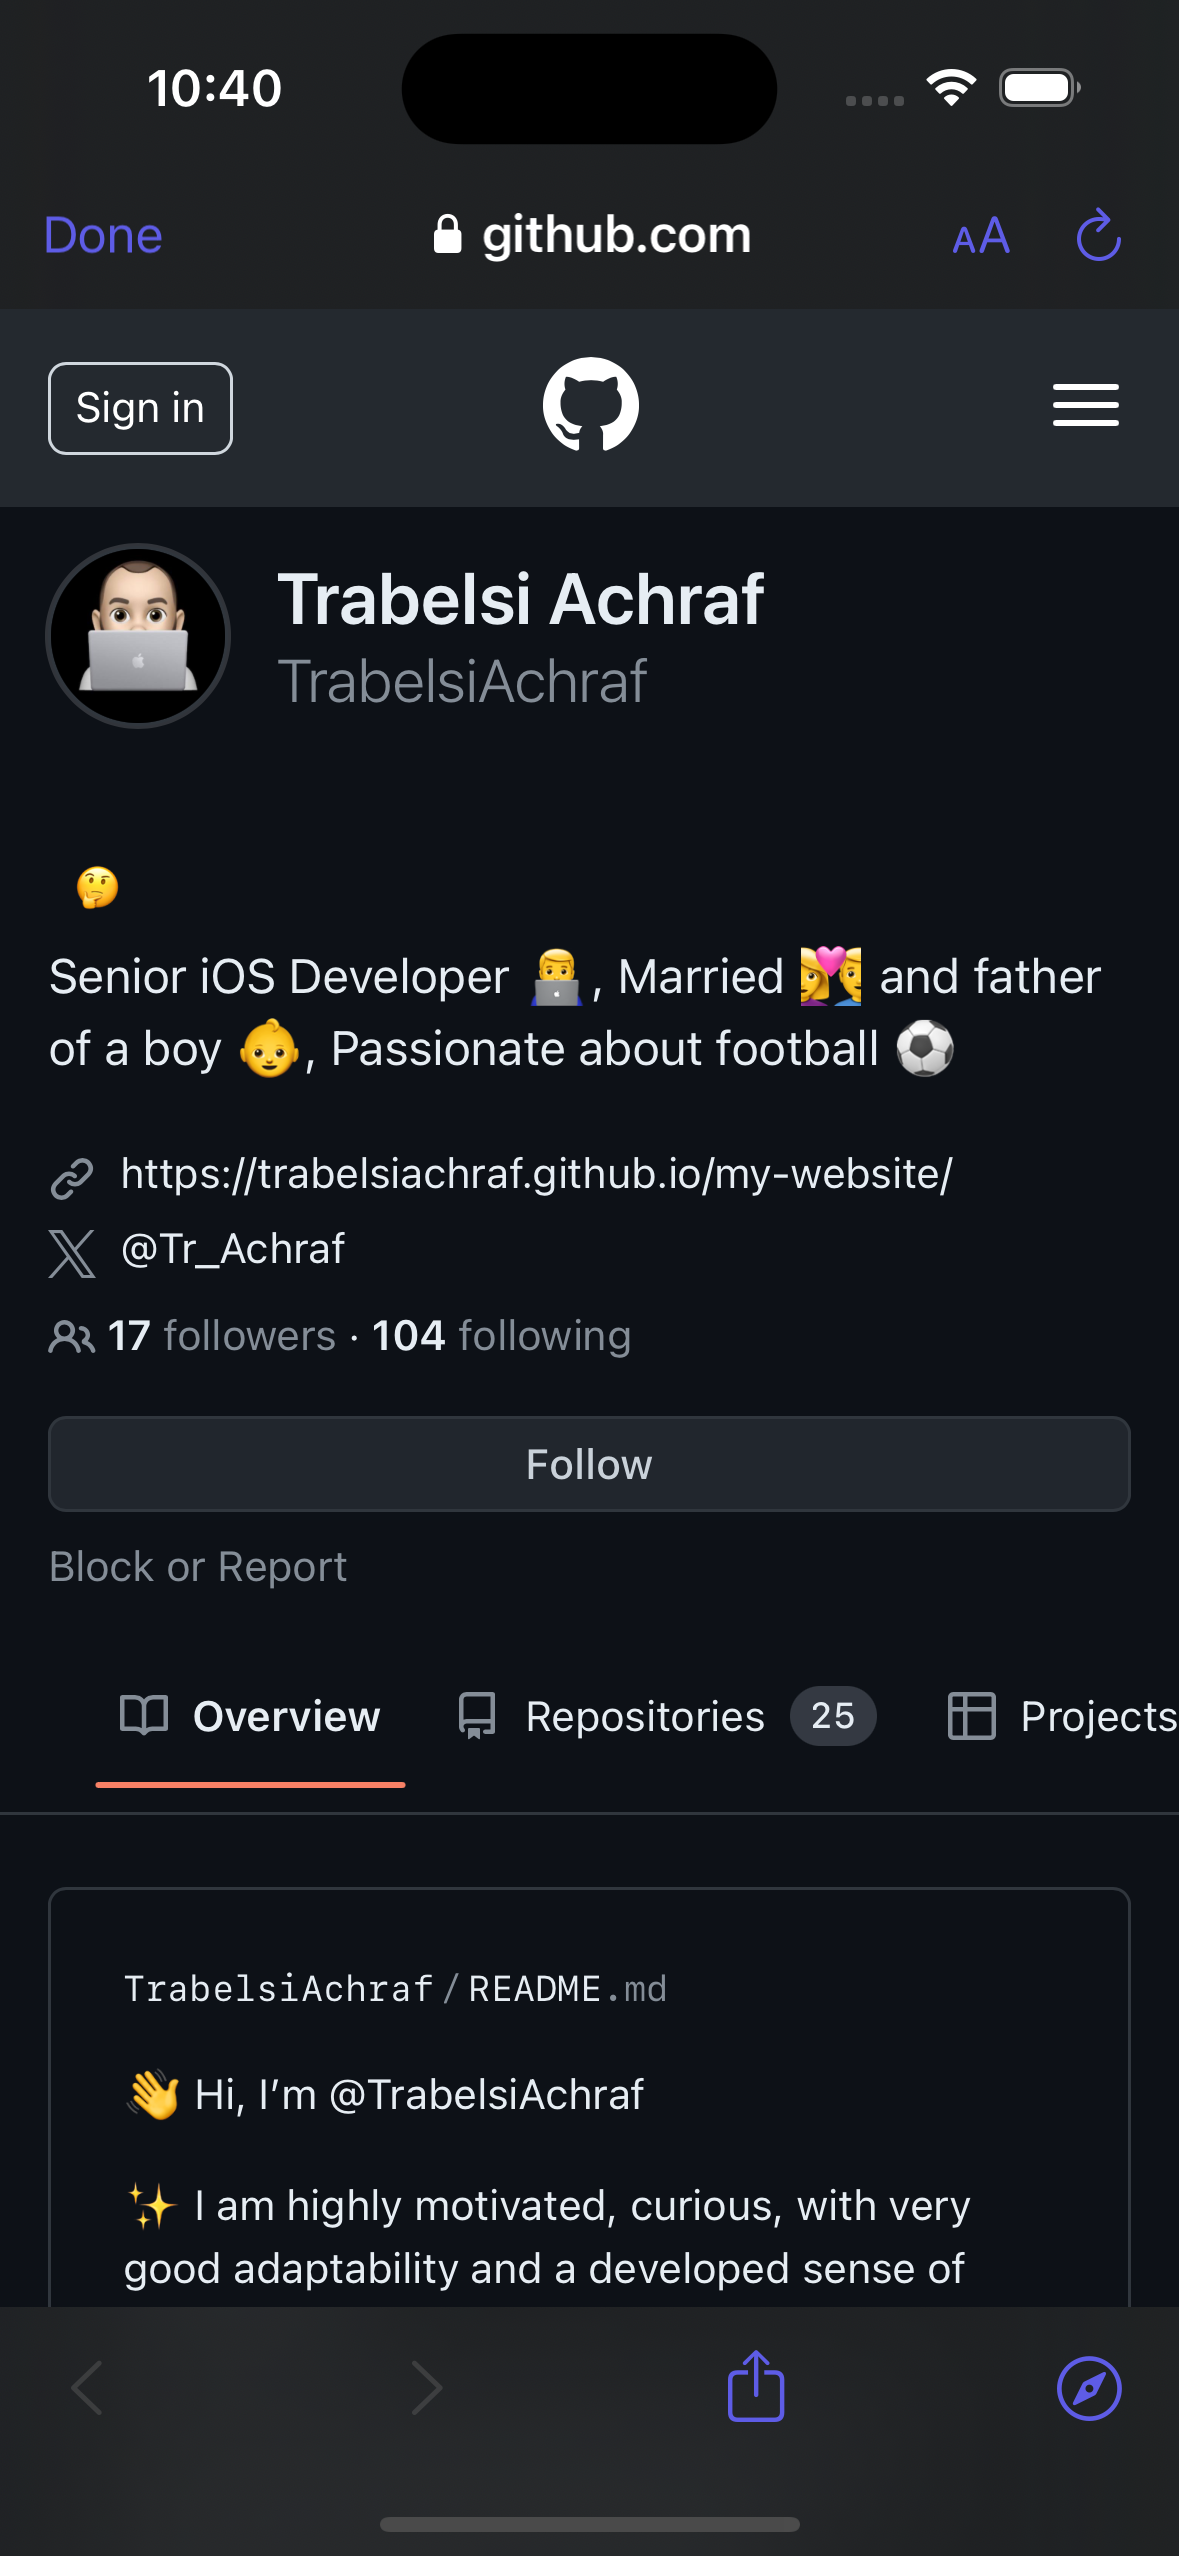 10:40
Done github.com AA
Sign in
Trabelsi Achraf
TrabelsiAchraf
🤔
Senior iOS Developer 👨‍💻, Married 💑 and father
of a boy 👶, Passionate about football ⚽
https://trabelsiachraf.github.io/my-website/
@Tr_Achraf
17 followers · 104 following
Follow
Block or Report
Overview Repositories 25 Projects
TrabelsiAchraf/README.md
👋 Hi, I’m @TrabelsiAchraf
✨ I am highly motivated, curious, with very
good adaptability and a developed sense of